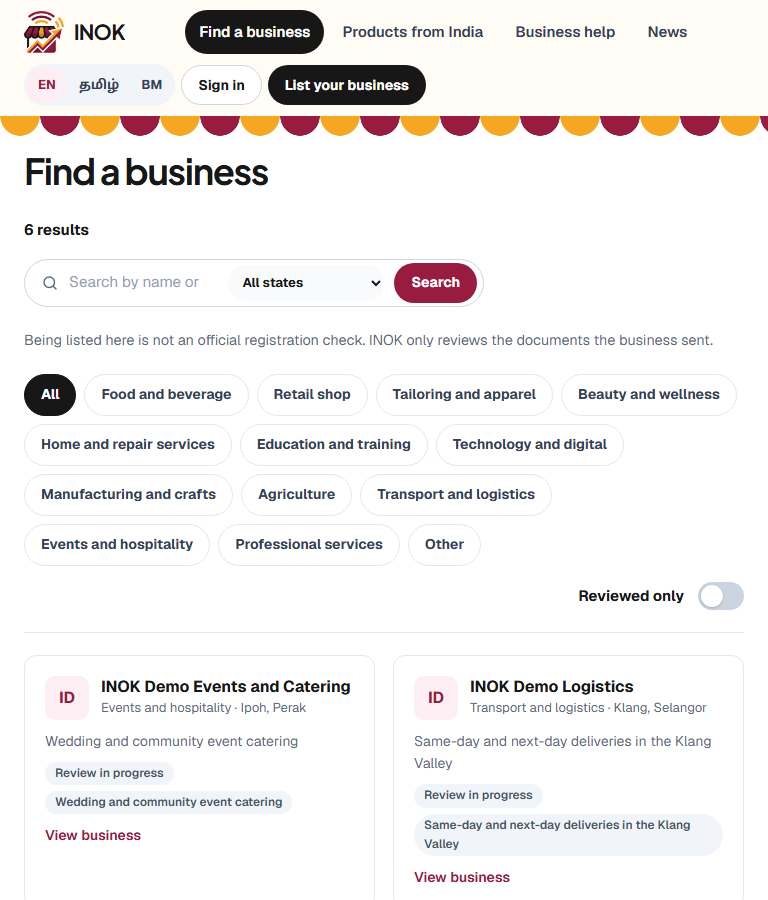 INOK
Find a business
Products from India
Business help
News
EN
தமிழ்
BM
Sign in
List your business
Find a business
6 results
Search by name or
All states
Search
Being listed here is not an official registration check. INOK only reviews the documents the business sent.
All
Food and beverage
Retail shop
Tailoring and apparel
Beauty and wellness
Home and repair services
Education and training
Technology and digital
Manufacturing and crafts
Agriculture
Transport and logistics
Events and hospitality
Professional services
Other
Reviewed only
ID
INOK Demo Events and Catering
Events and hospitality · Ipoh, Perak
Wedding and community event catering
Review in progress
Wedding and community event catering
View business
ID
INOK Demo Logistics
Transport and logistics · Klang, Selangor
Same-day and next-day deliveries in the Klang
Valley
Review in progress
Same-day and next-day deliveries in the Klang
Valley
View business